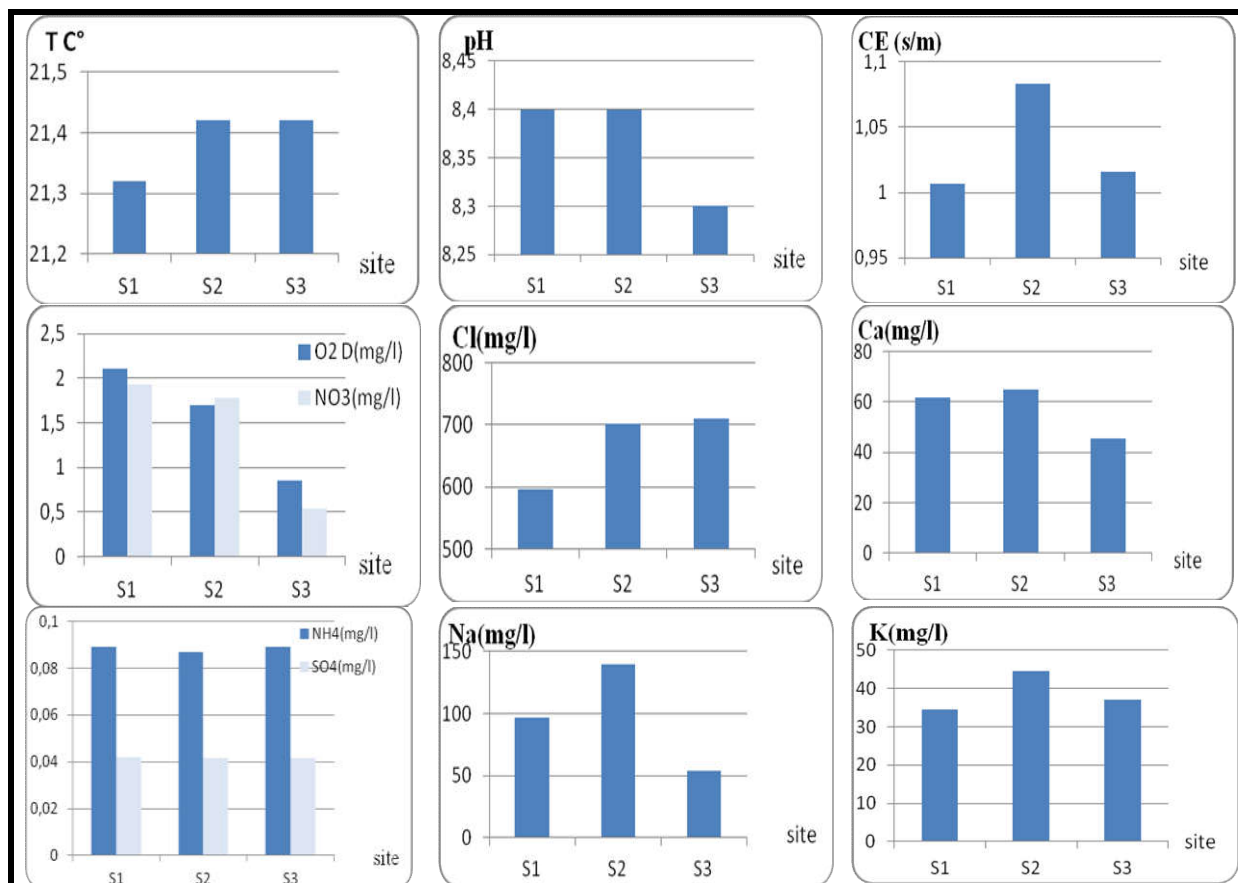 T C°
21,5
21,4
21,3
21,2
S1 S2 S3
site
pH
8,45
8,4
8,35
8,3
8,25
S1 S2 S3
site
CE (s/m)
1,1
1,05
1
0,95
S1 S2 S3
site
2,5
2
1,5
1
0,5
0
O2 D(mg/l)
NO3(mg/l)
S1 S2 S3
site
Cl(mg/l)
800
700
600
500
S1 S2 S3
site
Ca(mg/l)
80
60
40
20
0
S1 S2 S3
site
0,1
0,08
0,06
0,04
0,02
0
NH4(mg/l)
SO4(mg/l)
S1 S2 S3
site
Na(mg/l)
150
100
50
0
S1 S2 S3
site
K(mg/l)
50
40
30
20
10
0
S1 S2 S3
site